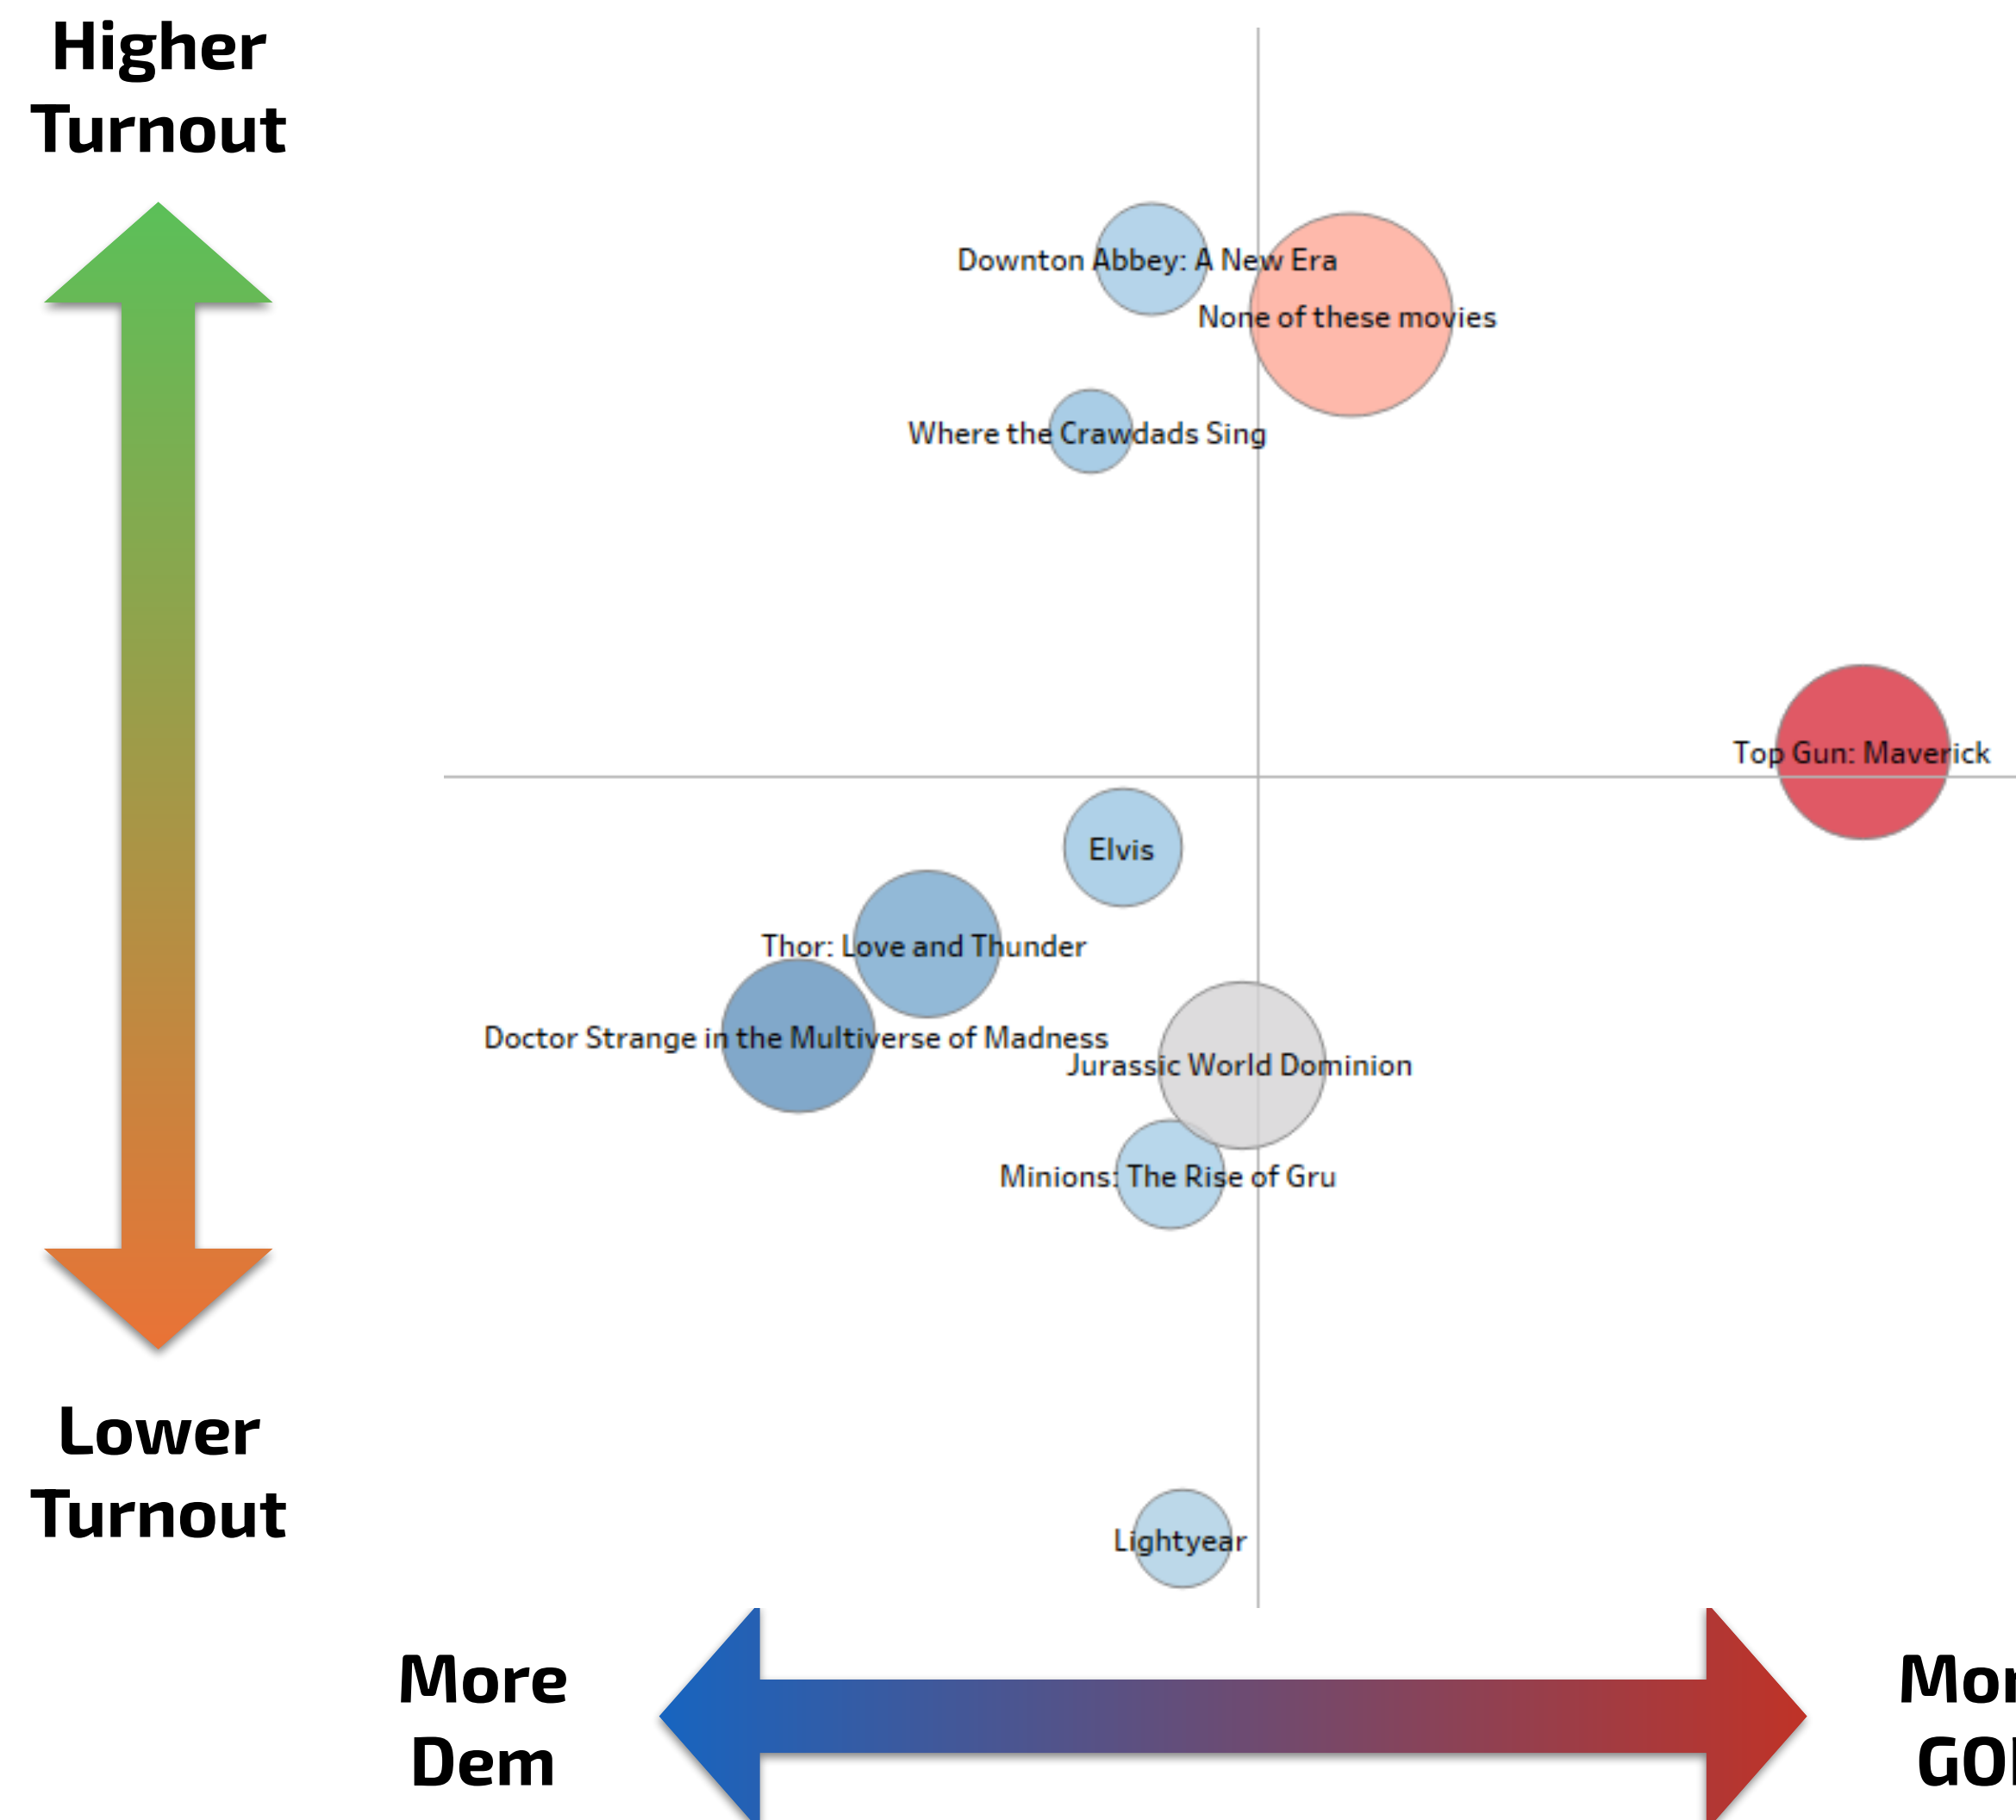 Higher
Turnout
Downton Abbey: A New Era
None of these movies
Where the Crawdads Sing
Top Gun: Maverick
Elvis
Thor: Love and Thunder
Doctor Strange in the Multiverse of Madness
Jurassic World Dominion
Minions: The Rise of Gru
Lower
Turnout
Lightyear
More
Dem